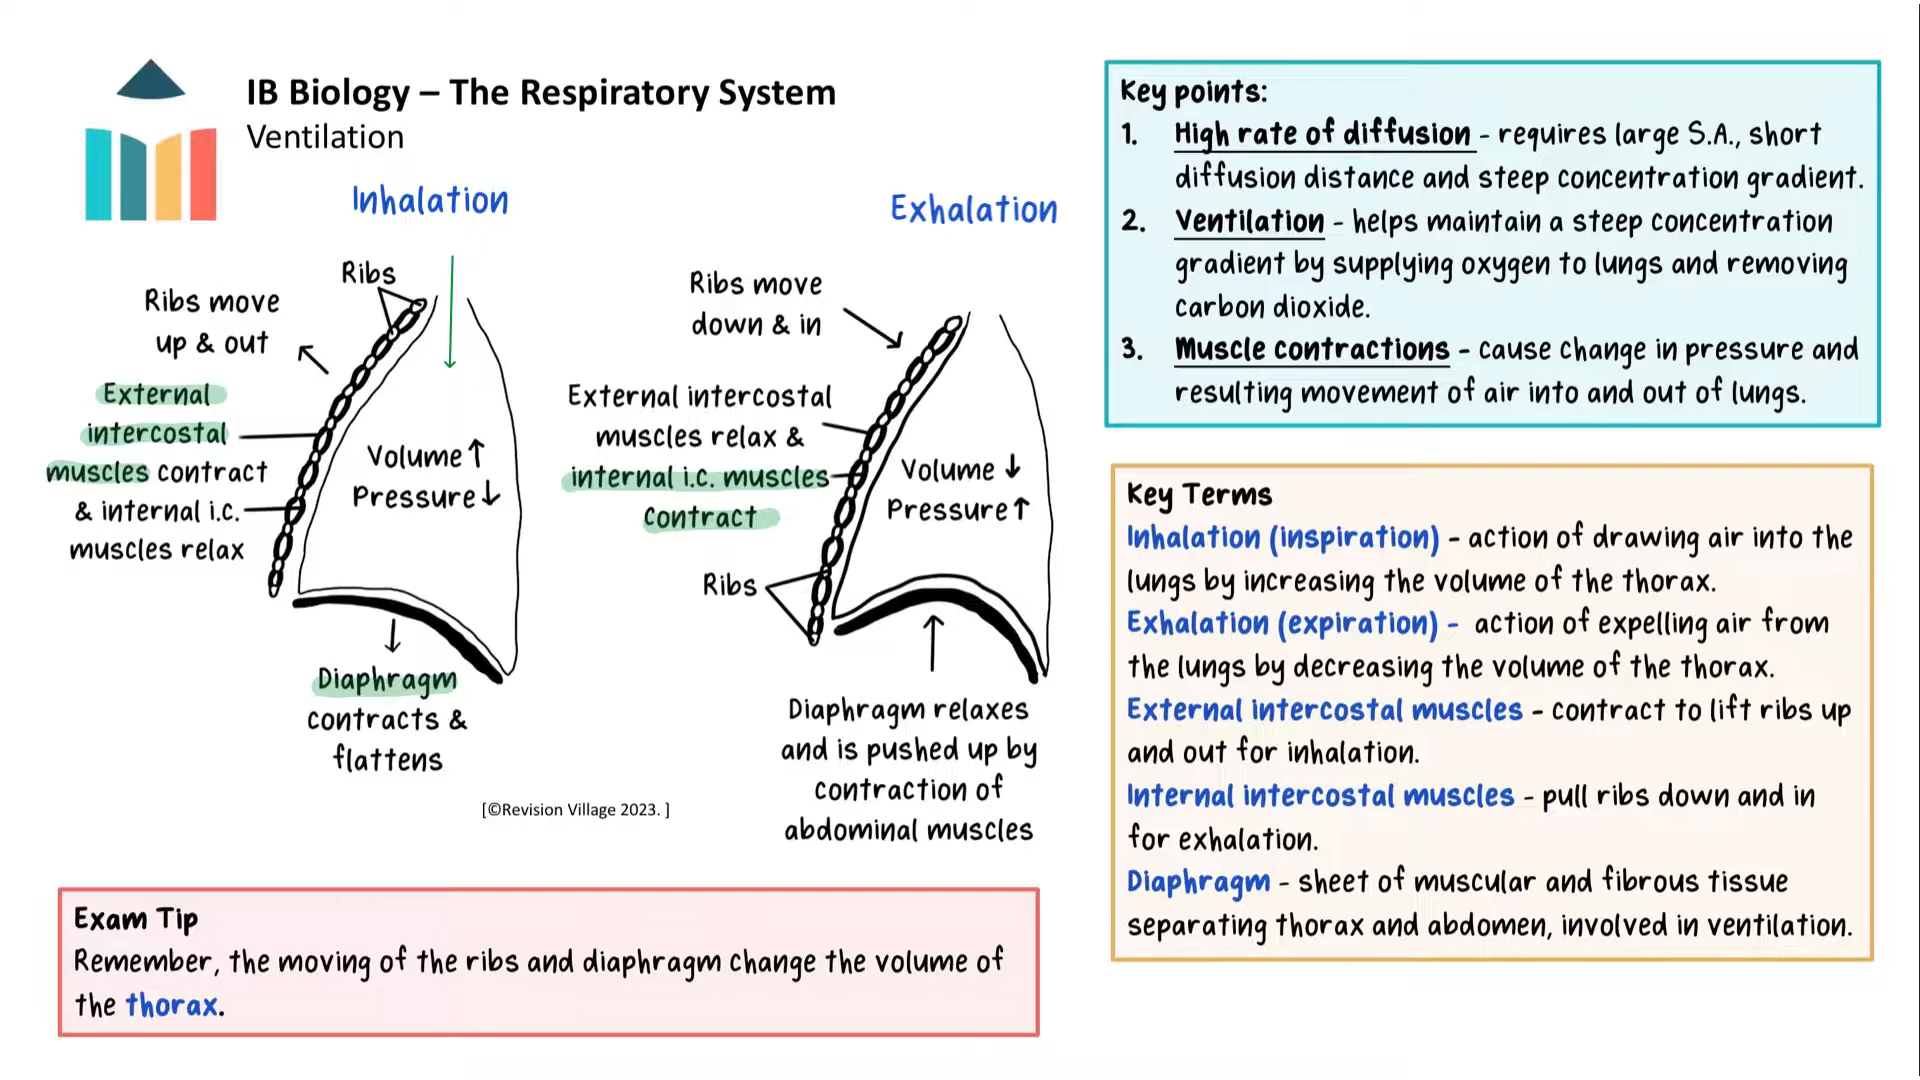 IB Biology – The Respiratory System
Ventilation
Inhalation
Ribs
Ribs move
up & out
External
intercostal
muscles contract
& internal i.c.
muscles relax
Volume ↑
Pressure ↓
Diaphragm
contracts &
flattens
Exhalation
Ribs move
down & in
External intercostal
muscles relax &
internal i.c. muscles
contract
Volume ↓
Pressure ↑
Ribs
Diaphragm relaxes
and is pushed up by
contraction of
abdominal muscles
[©Revision Village 2023. ]
Exam Tip
Remember, the moving of the ribs and diaphragm change the volume of
the thorax.
Key points:
1. High rate of diffusion - requires large S.A., short
diffusion distance and steep concentration gradient.
2. Ventilation - helps maintain a steep concentration
gradient by supplying oxygen to lungs and removing
carbon dioxide.
3. Muscle contractions - cause change in pressure and
resulting movement of air into and out of lungs.
Key Terms
Inhalation (inspiration) - action of drawing air into the
lungs by increasing the volume of the thorax.
Exhalation (expiration) - action of expelling air from
the lungs by decreasing the volume of the thorax.
External intercostal muscles - contract to lift ribs up
and out for inhalation.
Internal intercostal muscles - pull ribs down and in
for exhalation.
Diaphragm - sheet of muscular and fibrous tissue
separating thorax and abdomen, involved in ventilation.